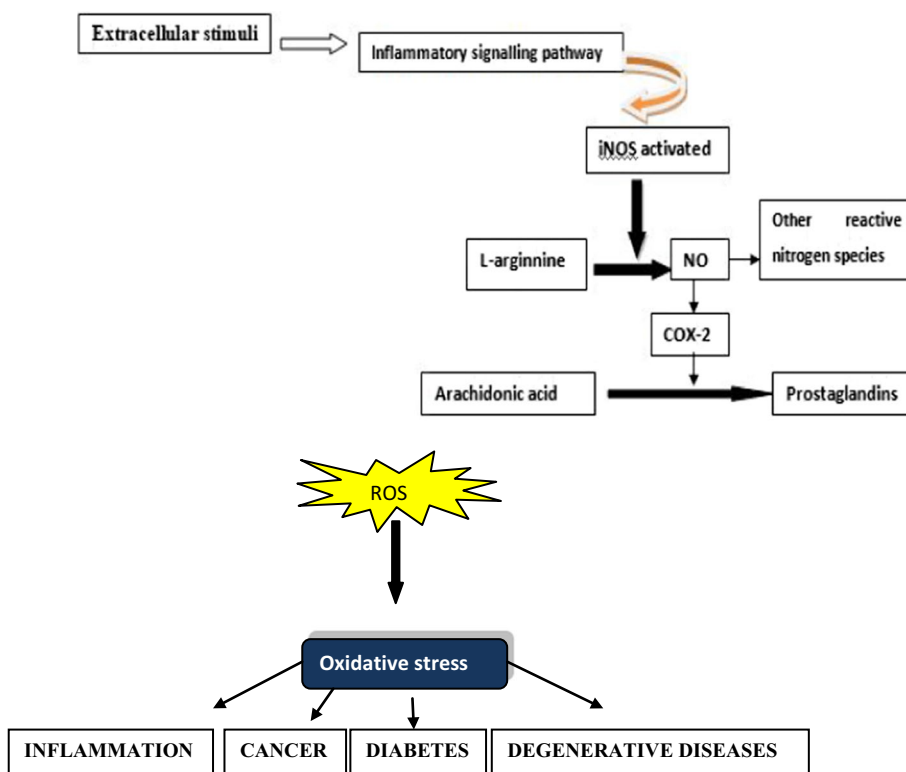 Extracellular stimuli
Inflammatory signalling pathway
iNOS activated
Other reactive
nitrogen species
L-arginnine
NO
COX-2
Arachidonic acid
Prostaglandins
ROS
Oxidative stress
INFLAMMATION
CANCER
DIABETES
DEGENERATIVE DISEASES